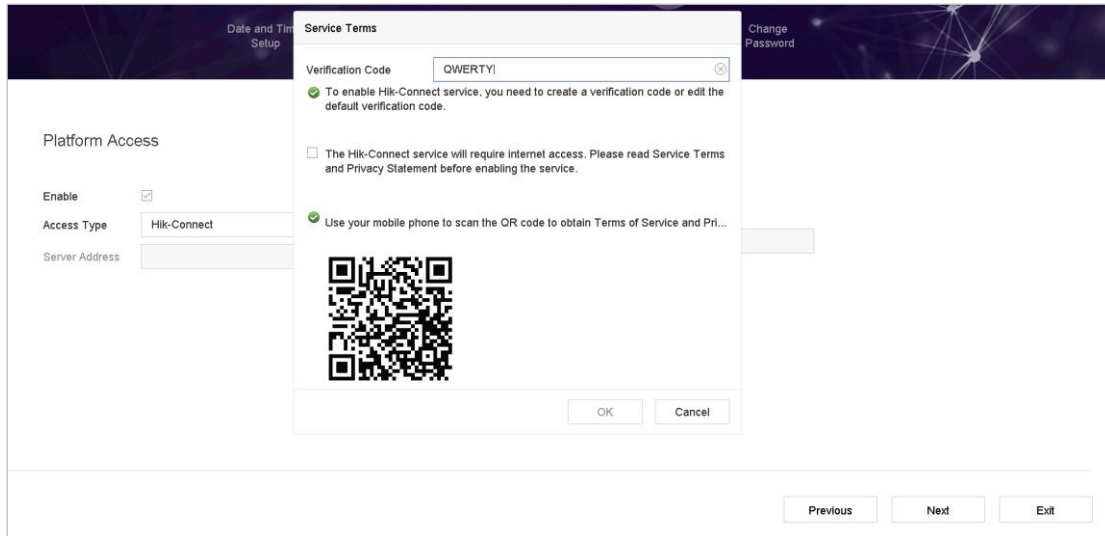 Date and Tim
Setup
Service Terms
Change
Password
Verification Code
QWERTY
To enable Hik-Connect service, you need to create a verification code or edit the
default verification code.
Platform Access
The Hik-Connect service will require internet access. Please read Service Terms
and Privacy Statement before enabling the service.
Enable
Access Type
Hik-Connect
Use your mobile phone to scan the QR code to obtain Terms of Service and Pri...
Server Address
OK
Cancel
Previous
Next
Exit